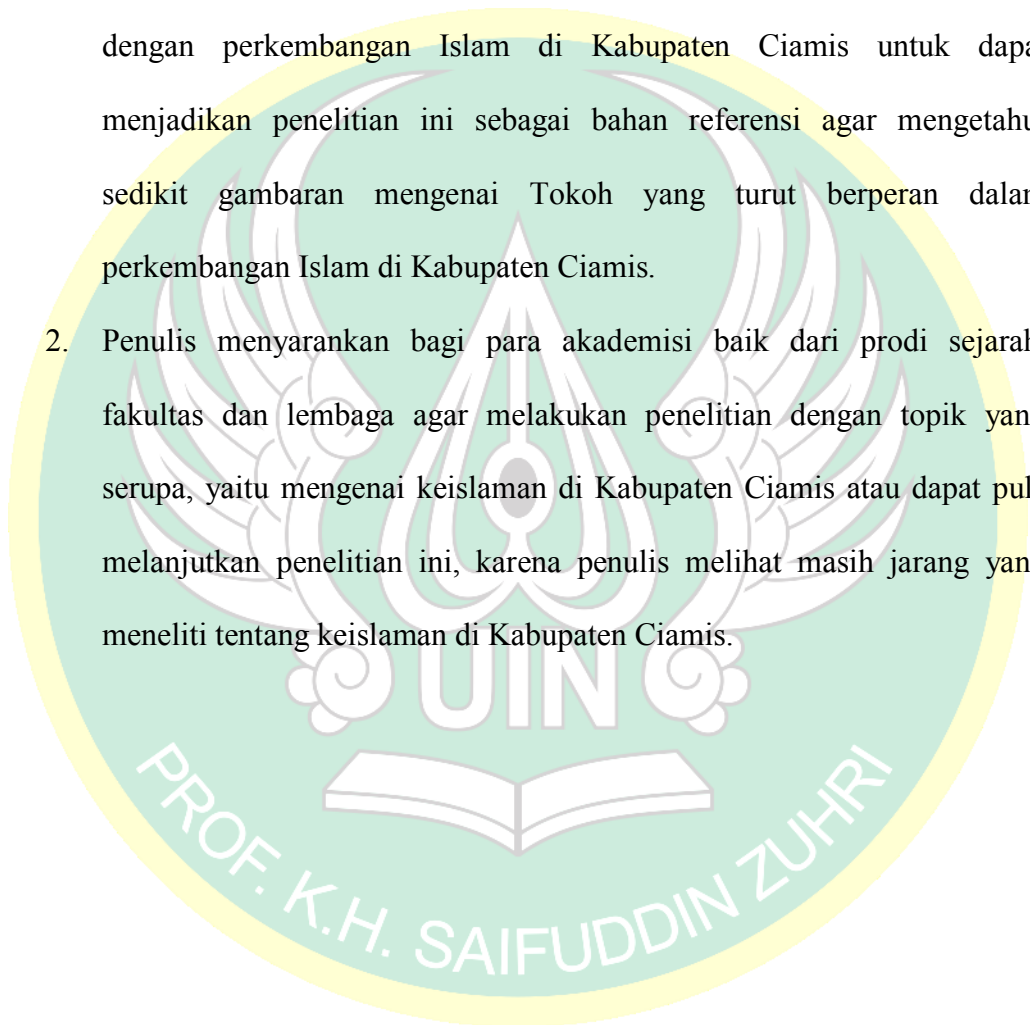 dengan perkembangan Islam di Kabupaten Ciamis untuk dapa
menjadikan penelitian ini sebagai bahan referensi agar mengetahu
sedikit gambaran mengenai Tokoh yang turut berperan dalam
perkembangan Islam di Kabupaten Ciamis.
2. Penulis menyarankan bagi para akademisi baik dari prodi sejarah
fakultas dan lembaga agar melakukan penelitian dengan topik yan
serupa, yaitu mengenai keislaman di Kabupaten Ciamis atau dapat pul
melanjutkan penelitian ini, karena penulis melihat masih jarang yan
meneliti tentang keislaman di Kabupaten Ciamis.
UIN
PROF. K.H. SAIFUDDIN ZUHRI